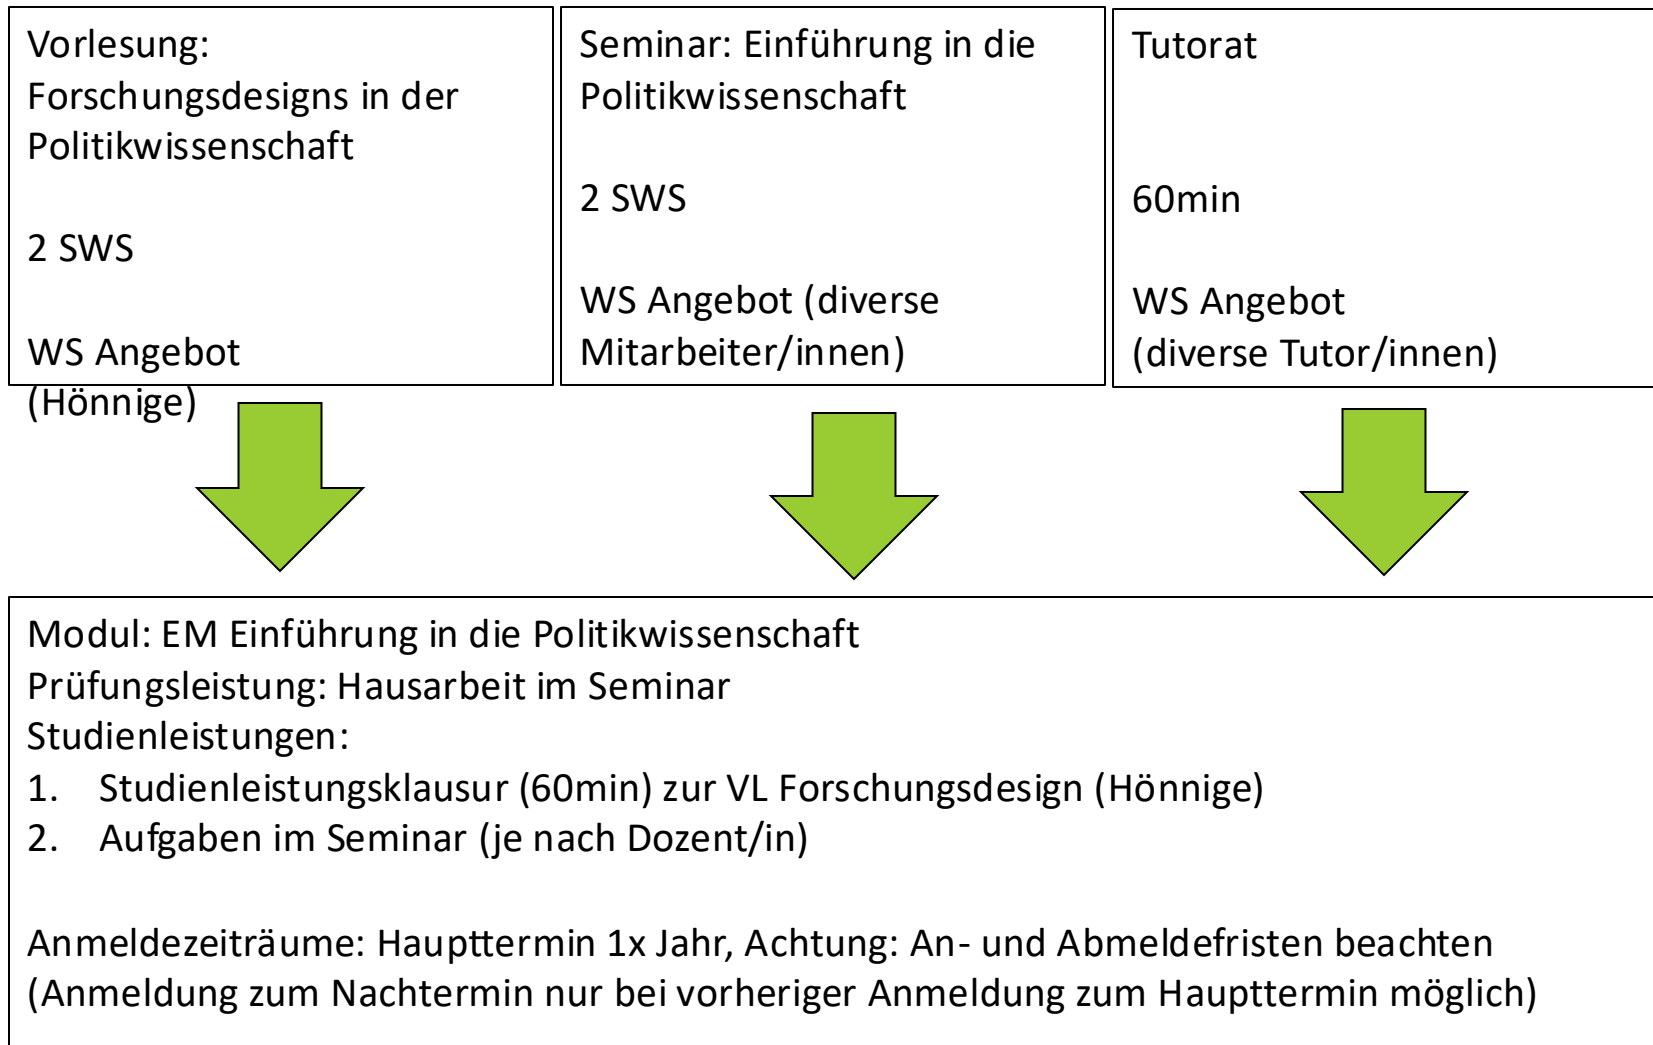 Vorlesung:
Forschungsdesigns in der
Politikwissenschaft
2 SWS
WS Angebot
(Hönnige)
Seminar: Einführung in die
Politikwissenschaft
2 SWS
WS Angebot (diverse
Mitarbeiter/innen)
Tutorat
60min
WS Angebot
(diverse Tutor/innen)
Modul: EM Einführung in die Politikwissenschaft
Prüfungsleistung: Hausarbeit im Seminar
Studienleistungen:
1. Studienleistungsklausur (60min) zur VL Forschungsdesign (Hönnige)
2. Aufgaben im Seminar (je nach Dozent/in)
Anmeldezeiträume: Haupttermin 1x Jahr, Achtung: An- und Abmeldefristen beachten
(Anmeldung zum Nachtermin nur bei vorheriger Anmeldung zum Haupttermin möglich)